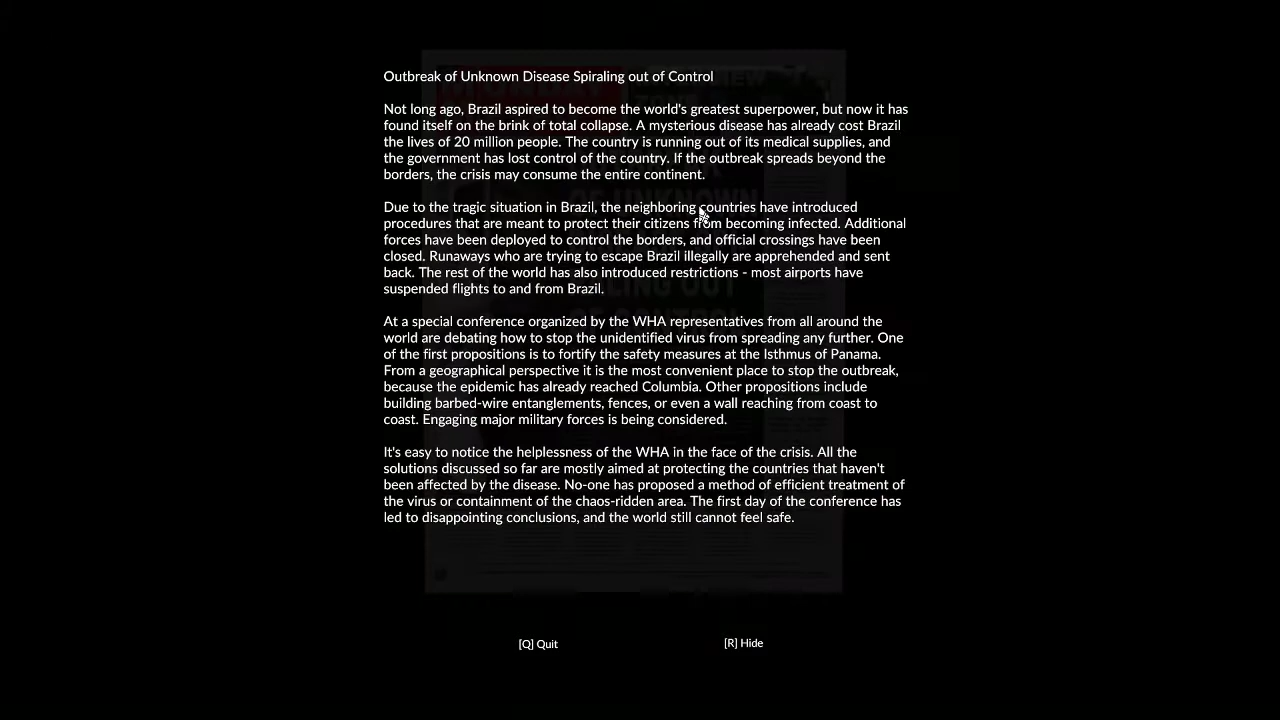 Outbreak of Unknown Disease Spiraling out of Control
Not long ago, Brazil aspired to become the world's greatest superpower, but now it has
found itself on the brink of total collapse. A mysterious disease has already cost Brazil
the lives of 20 million people. The country is running out of its medical supplies, and
the government has lost control of the country. If the outbreak spreads beyond the
borders, the crisis may consume the entire continent.
Due to the tragic situation in Brazil, the neighboring countries have introduced
procedures that are meant to protect their citizens from becoming infected. Additional
forces have been deployed to control the borders, and official crossings have been
closed. Runaways who are trying to escape Brazil illegally are apprehended and sent
back. The rest of the world has also introduced restrictions - most airports have
suspended flights to and from Brazil.
At a special conference organized by the WHA representatives from all around the
world are debating how to stop the unidentified virus from spreading any further. One
of the first propositions is to fortify the safety measures at the Isthmus of Panama.
From a geographical perspective it is the most convenient place to stop the outbreak,
because the epidemic has already reached Columbia. Other propositions include
building barbed-wire entanglements, fences, or even a wall reaching from coast to
coast. Engaging major military forces is being considered.
It's easy to notice the helplessness of the WHA in the face of the crisis. All the
solutions discussed so far are mostly aimed at protecting the countries that haven't
been affected by the disease. No-one has proposed a method of efficient treatment of
the virus or containment of the chaos-ridden area. The first day of the conference has
led to disappointing conclusions, and the world still cannot feel safe.
[Q] Quit
[R] Hide